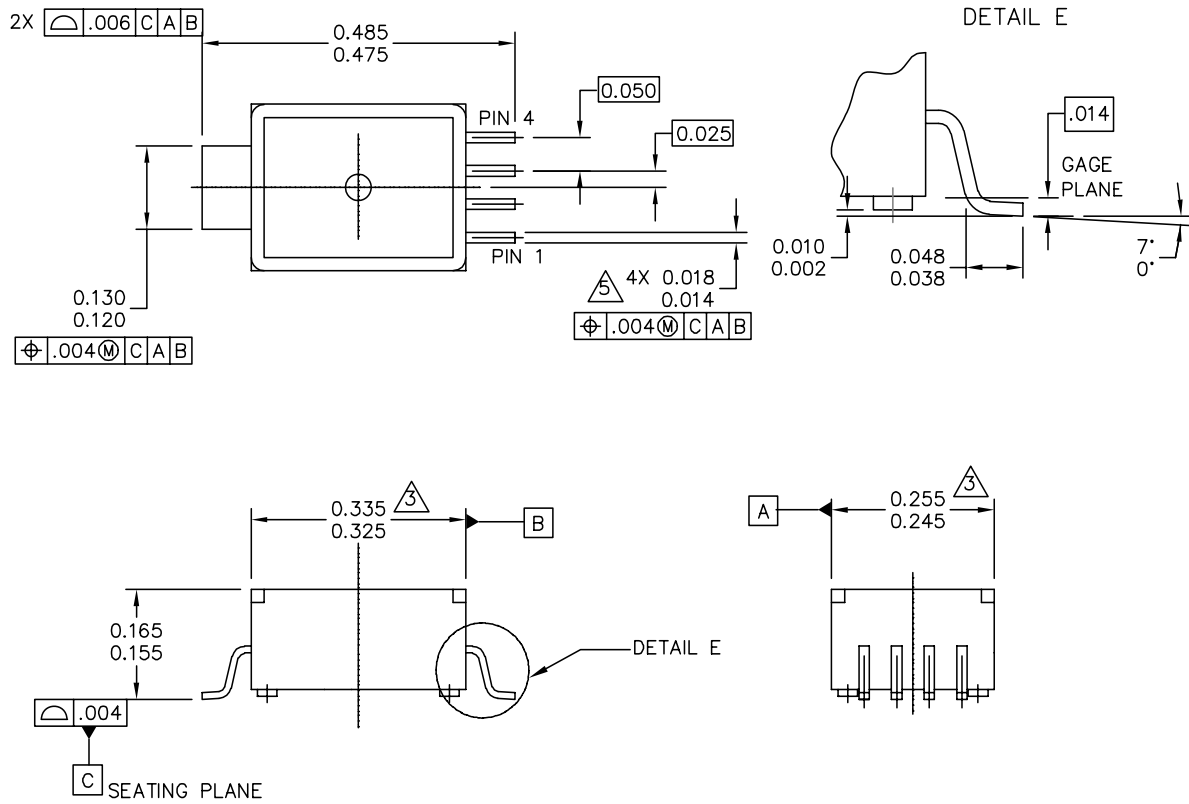 2X .006 C A B
0.485
0.475
DETAIL E
0.050
PIN 4
0.025
.014
GAGE
PLANE
PIN 1
0.010
0.002
0.048
0.038
7°
0°
5 4X 0.018
0.014
.004 M C A B
0.130
0.120
.004 M C A B
0.335
0.325
3
B
A
0.255
0.245
3
0.165
0.155
DETAIL E
.004
C SEATING PLANE